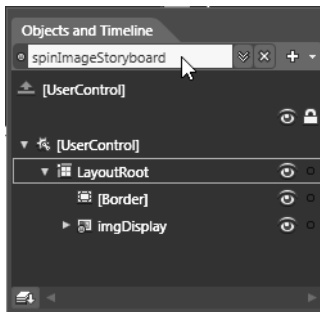 Objects and Timeline
spinImageStoryboard
[UserControl]
[UserControl]
LayoutRoot
[Border]
imgDisplay